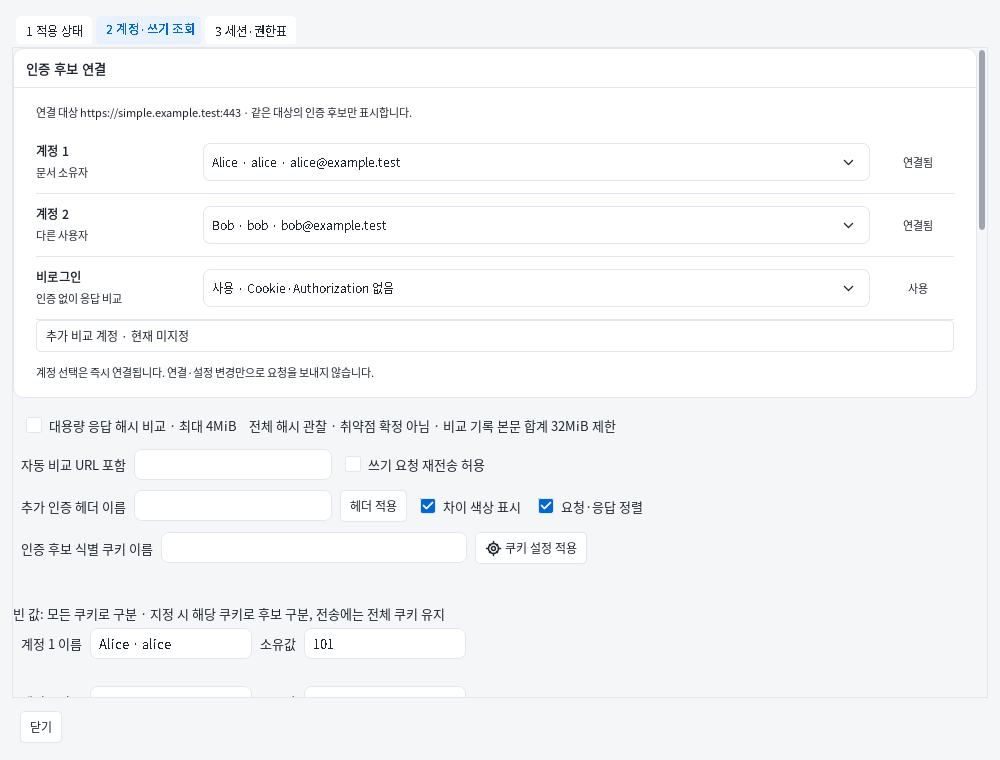 1 적용 상태 2 계정·쓰기 조회 3 세션·권한표
인증 후보 연결
연결 대상 https://simple.example.test:443 · 같은 대상의 인증 후보만 표시합니다.
계정 1
문서 소유자
Alice · alice · alice@example.test
연결됨
계정 2
다른 사용자
Bob · bob · bob@example.test
연결됨
비로그인
인증 없이 응답 비교
사용 · Cookie·Authorization 없음
사용
추가 비교 계정 · 현재 미지정
계정 선택은 즉시 연결됩니다. 연결·설정 변경만으로 요청을 보내지 않습니다.
대용량 응답 해시 비교 · 최대 4MiB 전체 해시 관찰 · 취약점 확정 아님 · 비교 기록 본문 합계 32MiB 제한
자동 비교 URL 포함 쓰기 요청 재전송 허용
추가 인증 헤더 이름 헤더 적용 차이 색상 표시 요청·응답 정렬
인증 후보 식별 쿠키 이름 쿠키 설정 적용
빈 값: 모든 쿠키로 구분 · 지정 시 해당 쿠키로 후보 구분, 전송에는 전체 쿠키 유지
계정 1 이름 Alice · alice 소유값 101
닫기